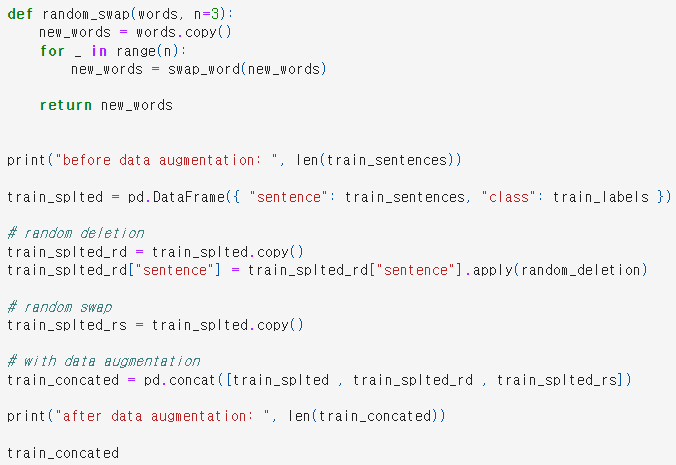 def random_swap(words, n=3):
    new_words = words.copy()
    for _ in range(n):
        new_words = swap_word(new_words)
    return new_words
print("before data augmentation: ", len(train_sentences))
train_splted = pd.DataFrame({ "sentence": train_sentences, "class": train_labels })
# random deletion
train_splted_rd = train_splted.copy()
train_splted_rd["sentence"] = train_splted_rd["sentence"].apply(random_deletion)
# random swap
train_splted_rs = train_splted.copy()
# with data augmentation
train_concated = pd.concat([train_splted , train_splted_rd , train_splted_rs])
print("after data augmentation: ", len(train_concated))
train_concated